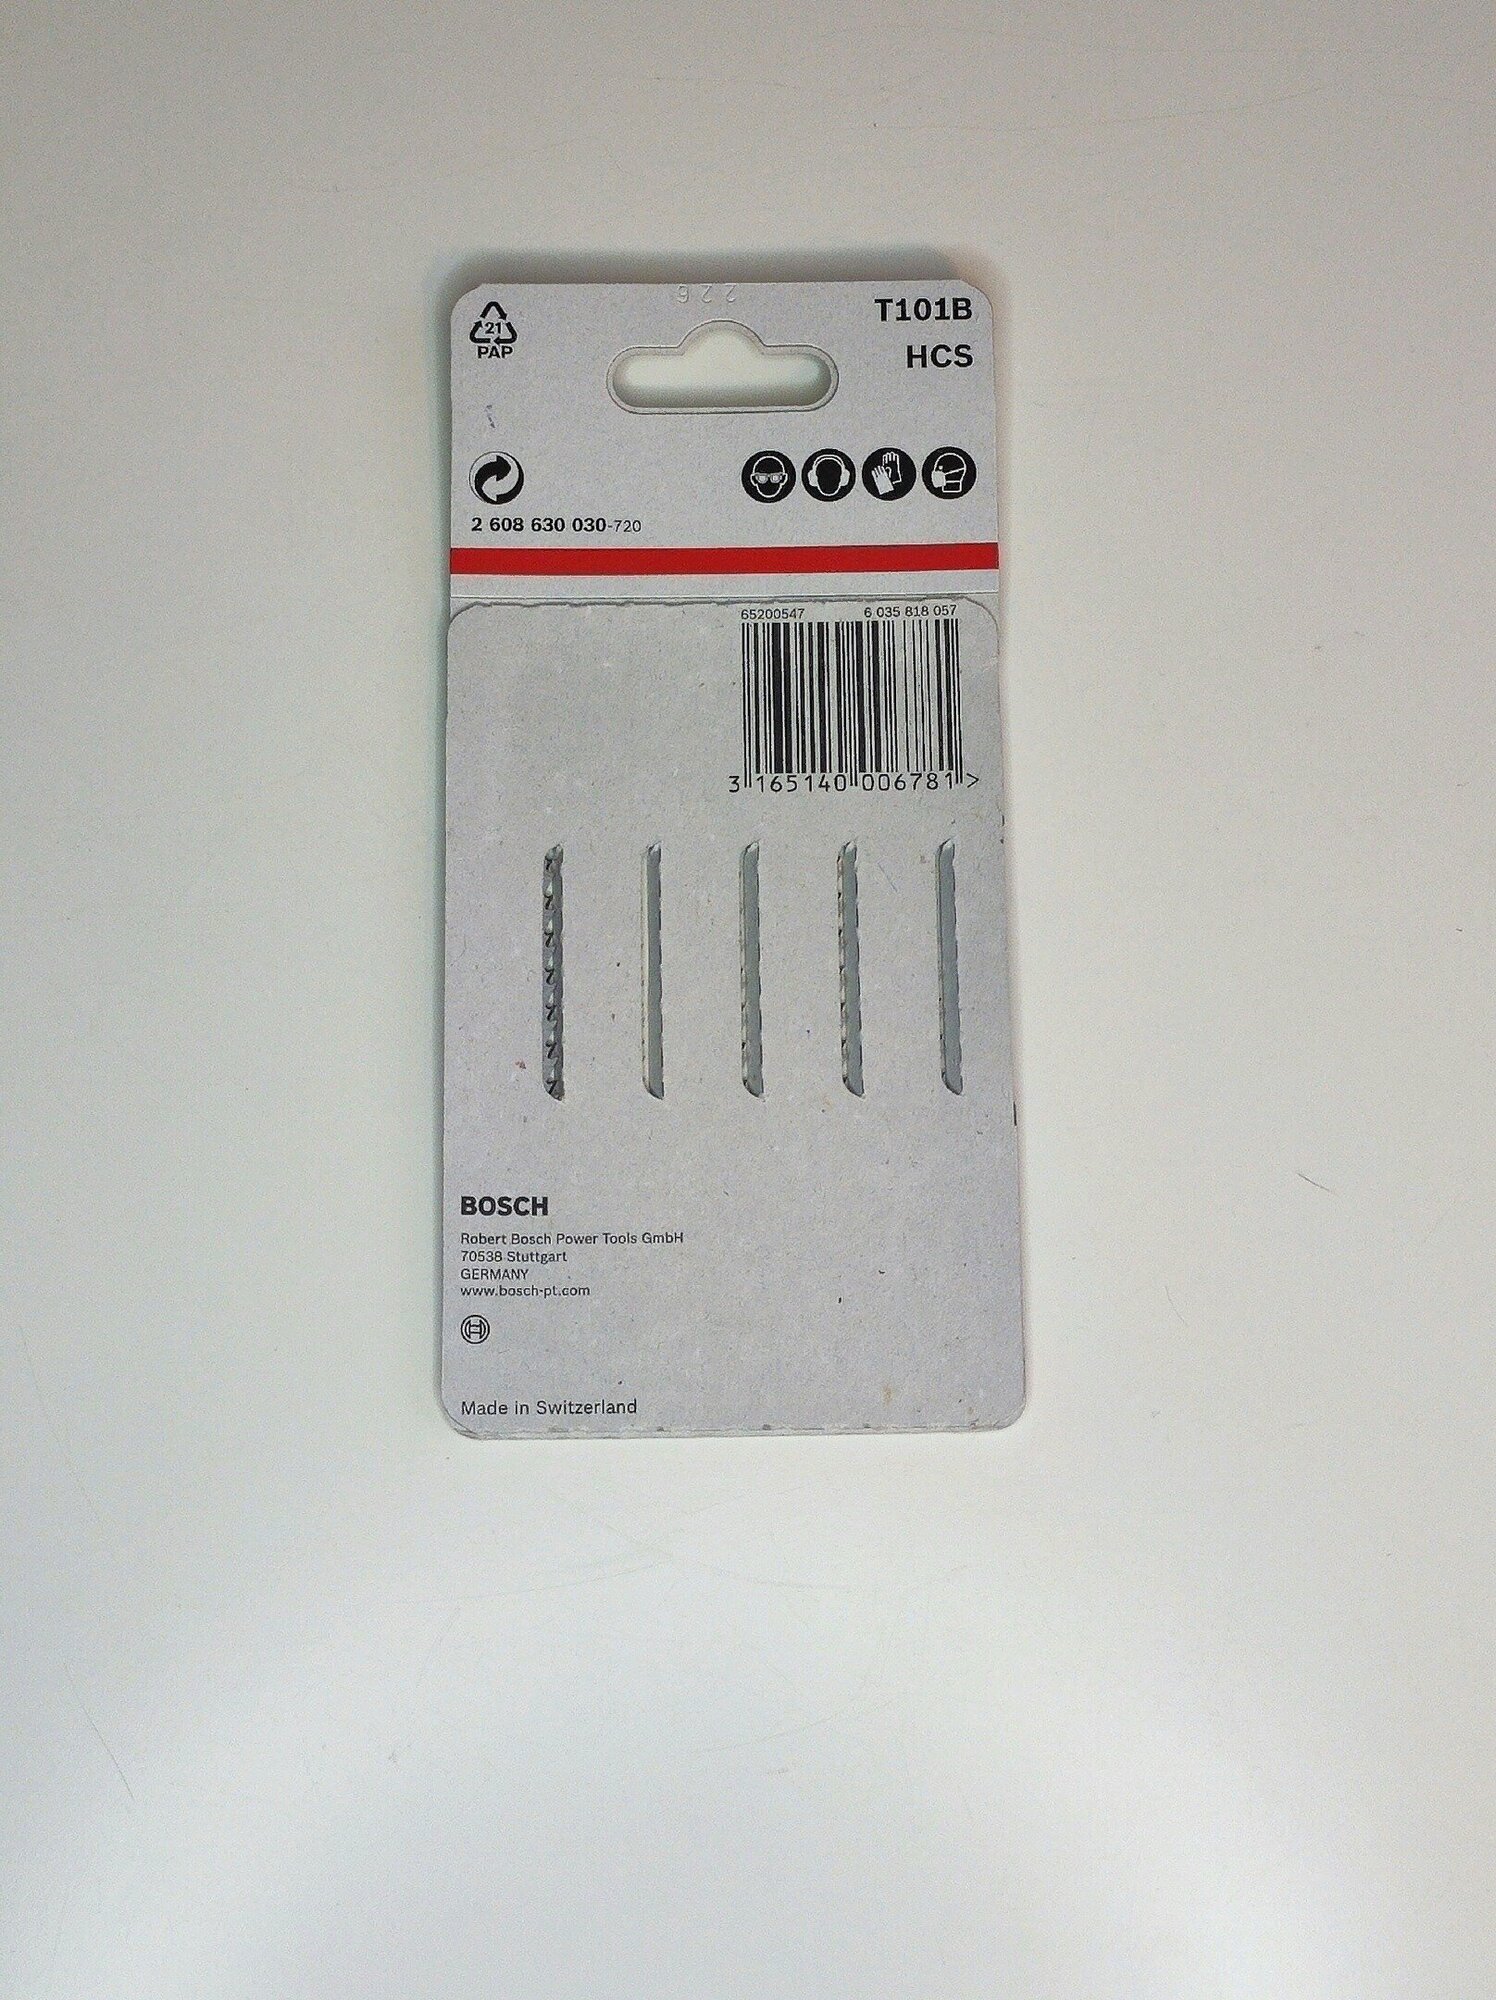 226
T101B
21
PAP
HCS
2 608 630 030-720
65200547 6 035 818 057
3 165140 006781 >
BOSCH
Robert Bosch Power Tools GmbH
70538 Stuttgart
GERMANY
www.bosch-pt.com
Made in Switzerland